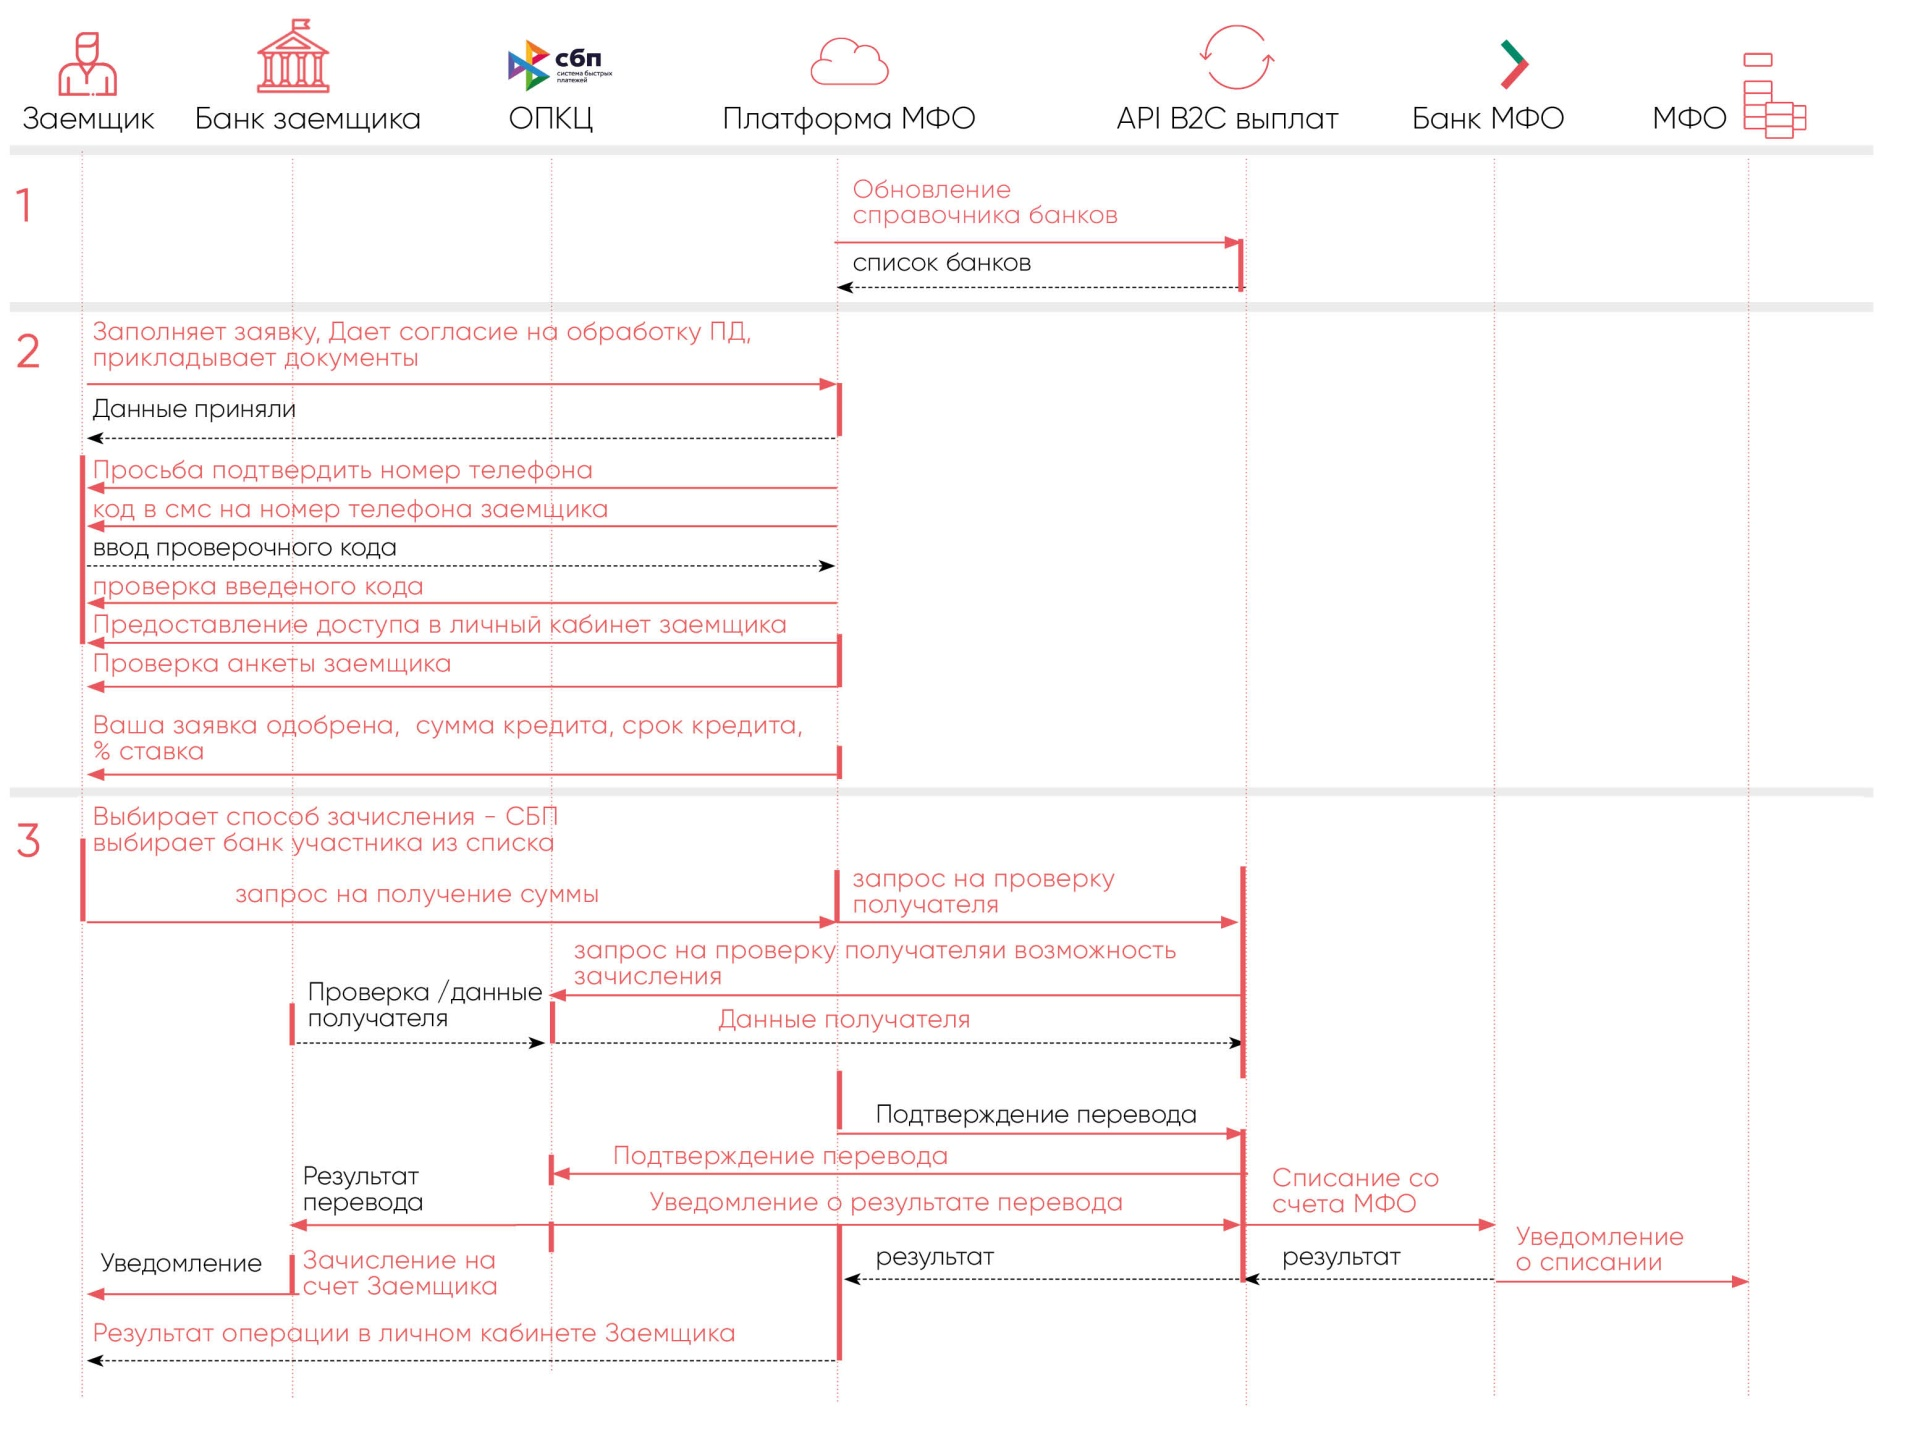 сбп
система быстрых
платежей
Заемщик
Банк заемщика
ОПКЦ
Платформа МФО
API B2C выплат
Банк МФО
МФО
1
Обновление
справочника банков
список банков
2
Заполняет заявку, Дает согласие на обработку ПД,
прикладывает документы
Данные приняли
Просьба подтвердить номер телефона
код в смс на номер телефона заемщика
ввод проверочного кода
проверка введеного кода
Предоставление доступа в личный кабинет заемщика
Проверка анкеты заемщика
Ваша заявка одобрена, сумма кредита, срок кредита,
% ставка
3
Выбирает способ зачисления - СБП
выбирает банк участника из списка
запрос на получение суммы
запрос на проверку
получателя
запрос на проверку получателяи возможность
зачисления
Проверка /данные
получателя
Данные получателя
Подтверждение перевода
Подтверждение перевода
Результат
перевода
Уведомление о результате перевода
Списание со
счета МФО
Уведомление
Зачисление на
счет Заемщика
результат
результат
Уведомление
о списании
Результат операции в личном кабинете Заемщика